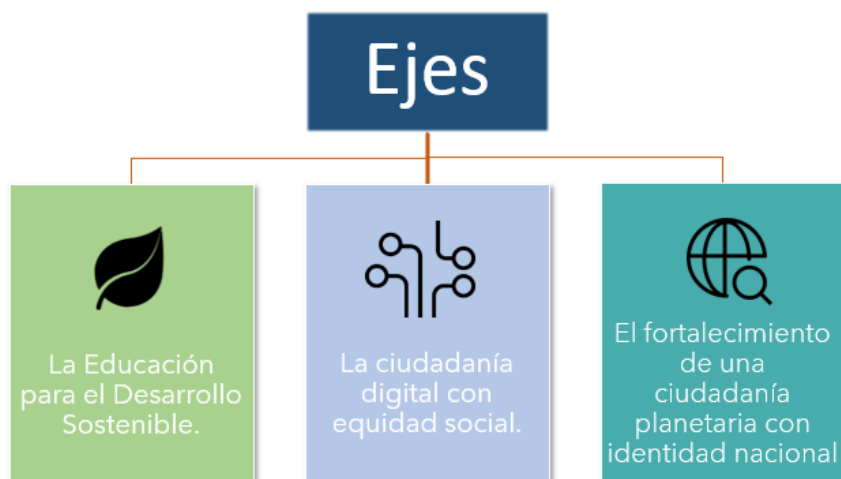 Ejes
La Educación
para el Desarrollo
Sostenible.
La ciudadanía
digital con
equidad social.
El fortalecimiento
de una
ciudadanía
planetaria con
identidad nacional